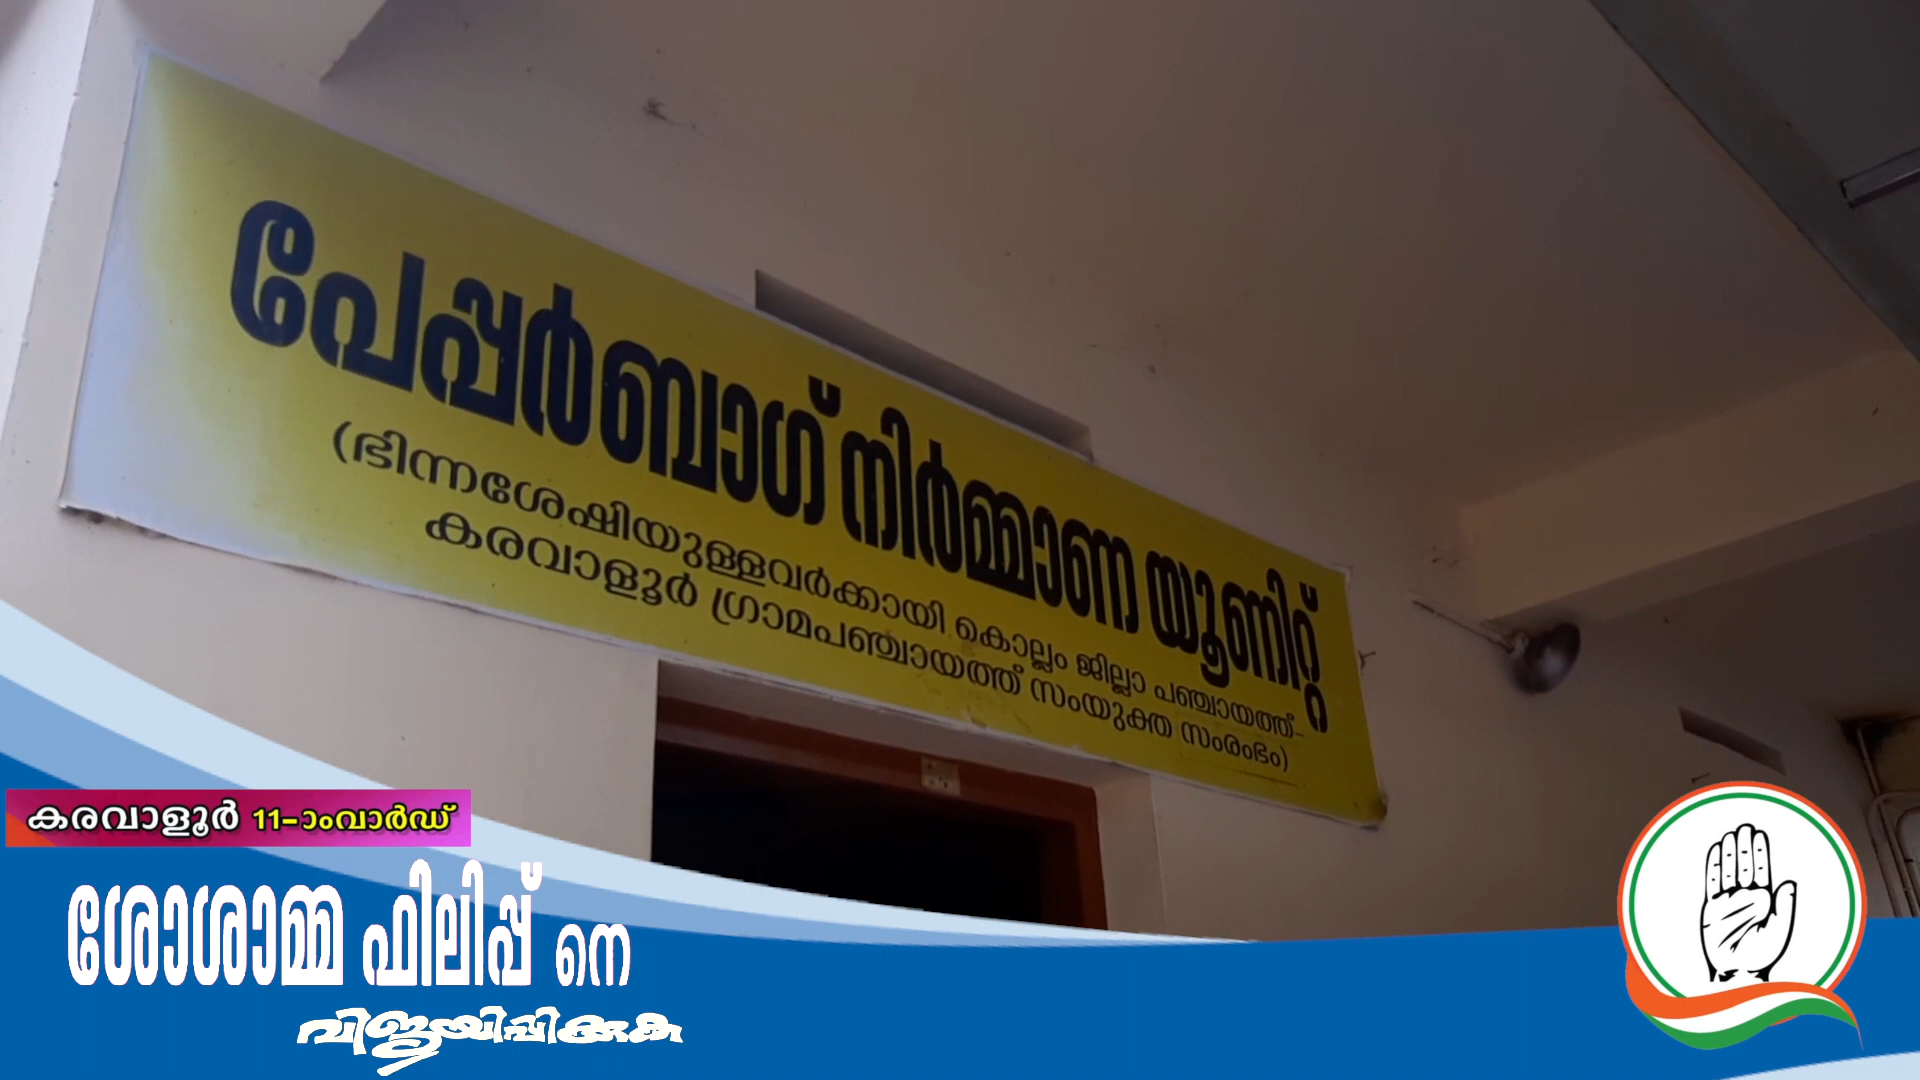 പേപ്പർബാഗ് നിർമ്മാണ യൂണിറ്റ്
(ഭിന്നശേഷിയുള്ളവർക്കായി കൊല്ലം ജില്ലാ പഞ്ചായത്ത്-
കരവാളൂർ ഗ്രാമപഞ്ചായത്ത് സംയുക്ത സംരംഭം)
കരവാളൂർ 11-ാംവാർഡ്
ശോശാമ്മ ഫിലിപ്പ് നെ
വിജയിപ്പിക്കുക